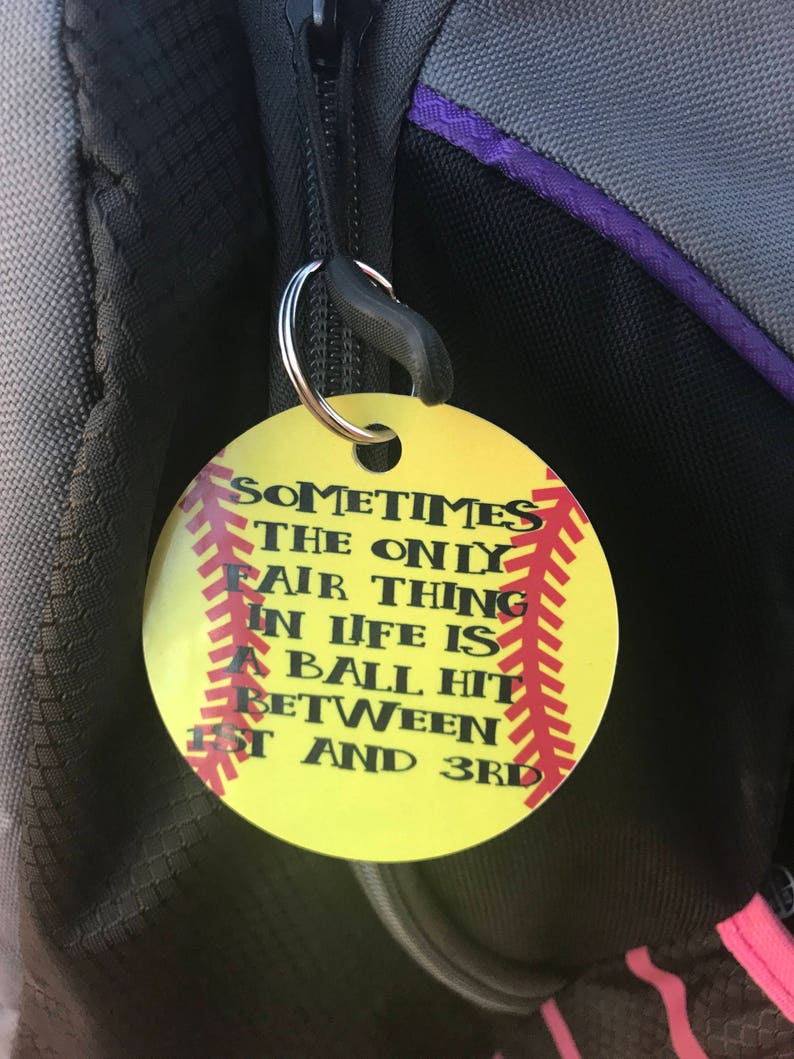 SOMETIMES
THE ONLY
FAIR THING
IN LIFE IS
A BALL HIT
BETWEEN
1ST AND 3RD